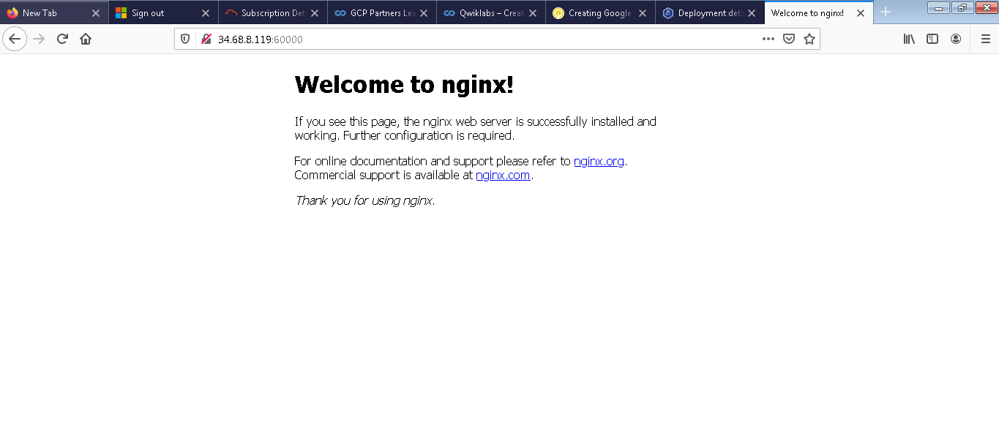 New Tab
Sign out
Subscription Det
GCP Partners Lea
Qwiklabs – Creat
Creating Google
Deployment deta
Welcome to nginx!
34.68.8.119:60000
Welcome to nginx!
If you see this page, the nginx web server is successfully installed and
working. Further configuration is required.
For online documentation and support please refer to nginx.org.
Commercial support is available at nginx.com.
Thank you for using nginx.